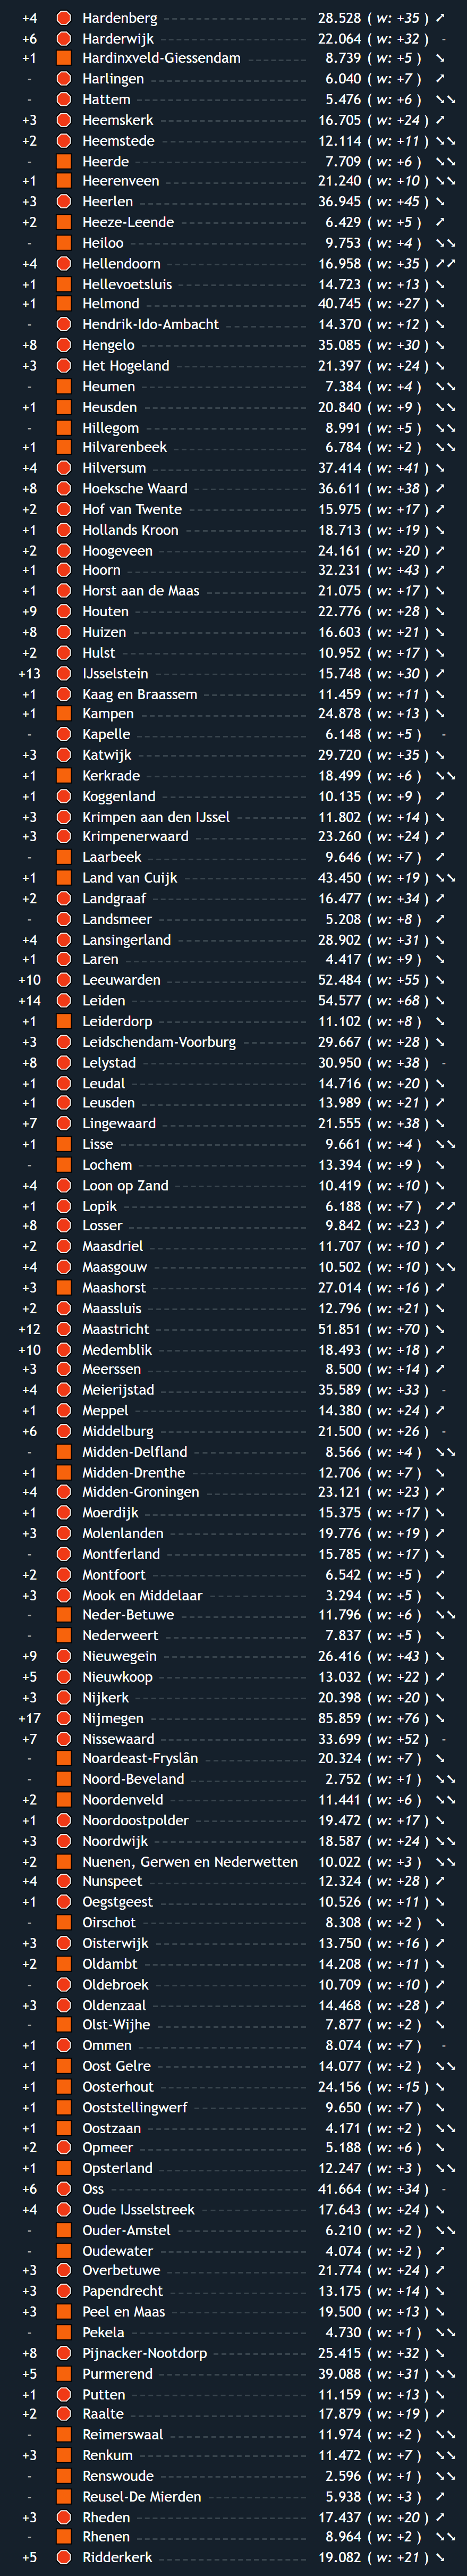 +4 Hardenberg 28.528 ( w: +35 ) ➚
+6 Harderwijk 22.064 ( w: +32 ) -
+1 Hardinxveld-Giessendam 8.739 ( w: +5 ) ➘
- Harlingen 6.040 ( w: +7 ) ➚
- Hattem 5.476 ( w: +6 ) ➘➘
+3 Heemskerk 16.705 ( w: +24 ) ➚
+2 Heemstede 12.114 ( w: +11 ) ➘➘
- Heerde 7.709 ( w: +6 ) ➘➘
+1 Heerenveen 21.240 ( w: +10 ) ➘➘
+3 Heerlen 36.945 ( w: +45 ) ➘
+2 Heeze-Leende 6.429 ( w: +5 ) ➚
- Heiloo 9.753 ( w: +4 ) ➘➘
+4 Hellendoorn 16.958 ( w: +35 ) ➚➚
+1 Hellevoetsluis 14.723 ( w: +13 ) ➘
+1 Helmond 40.745 ( w: +27 ) ➘
- Hendrik-Ido-Ambacht 14.370 ( w: +12 ) ➘
+8 Hengelo 35.085 ( w: +30 ) ➘
+3 Het Hogeland 21.397 ( w: +24 ) ➘
- Heumen 7.384 ( w: +4 ) ➘➘
+1 Heusden 20.840 ( w: +9 ) ➘➘
- Hillegom 8.991 ( w: +5 ) ➘➘
+1 Hilvarenbeek 6.784 ( w: +2 ) ➘➘
+4 Hilversum 37.414 ( w: +41 ) ➘
+8 Hoeksche Waard 36.611 ( w: +38 ) ➚
+2 Hof van Twente 15.975 ( w: +17 ) ➚
+1 Hollands Kroon 18.713 ( w: +19 ) ➘
+2 Hoogeveen 24.161 ( w: +20 ) ➚
+1 Hoorn 32.231 ( w: +43 ) ➚
+1 Horst aan de Maas 21.075 ( w: +17 ) ➘
+9 Houten 22.776 ( w: +28 ) ➘
+8 Huizen 16.603 ( w: +21 ) ➘
+2 Hulst 10.952 ( w: +17 ) ➘
+13 IJsselstein 15.748 ( w: +30 ) ➚
+1 Kaag en Braassem 11.459 ( w: +11 ) ➘
+1 Kampen 24.878 ( w: +13 ) ➘
- Kapelle 6.148 ( w: +5 ) -
+3 Katwijk 29.720 ( w: +35 ) ➘
+1 Kerkrade 18.499 ( w: +6 ) ➘➘
+1 Koggenland 10.135 ( w: +9 ) ➚
+3 Krimpen aan den IJssel 11.802 ( w: +14 ) ➘
+3 Krimpenerwaard 23.260 ( w: +24 ) ➚
- Laarbeek 9.646 ( w: +7 ) ➚
+1 Land van Cuijk 43.450 ( w: +19 ) ➘➘
+2 Landgraaf 16.477 ( w: +34 ) ➚
- Landsmeer 5.208 ( w: +8 ) ➚
+4 Lansingerland 28.902 ( w: +31 ) ➘
+1 Laren 4.417 ( w: +9 ) ➘
+10 Leeuwarden 52.484 ( w: +55 ) ➘
+14 Leiden 54.577 ( w: +68 ) ➘
+1 Leiderdorp 11.102 ( w: +8 ) ➘
+3 Leidschendam-Voorburg 29.667 ( w: +28 ) ➘
+8 Lelystad 30.950 ( w: +38 ) -
+1 Leudal 14.716 ( w: +20 ) ➘
+1 Leusden 13.989 ( w: +21 ) ➚
+7 Lingewaard 21.555 ( w: +38 ) ➘
+1 Lisse 9.661 ( w: +4 ) ➘➘
- Lochem 13.394 ( w: +9 ) ➘
+4 Loon op Zand 10.419 ( w: +10 ) ➘
+1 Lopik 6.188 ( w: +7 ) ➚➚
+8 Losser 9.842 ( w: +23 ) ➚
+2 Maasdriel 11.707 ( w: +10 ) ➚
+4 Maasgouw 10.502 ( w: +10 ) ➘➘
+3 Maashorst 27.014 ( w: +16 ) ➚
+2 Maassluis 12.796 ( w: +21 ) ➘
+12 Maastricht 51.851 ( w: +70 ) ➘
+10 Medemblik 18.493 ( w: +18 ) ➚
+3 Meerssen 8.500 ( w: +14 ) ➚
+4 Meierijstad 35.589 ( w: +33 ) -
+1 Meppel 14.380 ( w: +24 ) ➚
+6 Middelburg 21.500 ( w: +26 ) -
- Midden-Delfland 8.566 ( w: +4 ) ➘➘
+1 Midden-Drenthe 12.706 ( w: +7 ) ➘
+4 Midden-Groningen 23.121 ( w: +23 ) ➚
+1 Moerdijk 15.375 ( w: +17 ) ➘
+3 Molenlanden 19.776 ( w: +19 ) ➚
- Montferland 15.785 ( w: +17 ) ➘
+2 Montfoort 6.542 ( w: +5 ) ➚
+3 Mook en Middelaar 3.294 ( w: +5 ) ➘
- Neder-Betuwe 11.796 ( w: +6 ) ➘➘
- Nederweert 7.837 ( w: +5 ) ➘
+9 Nieuwegein 26.416 ( w: +43 ) ➘
+5 Nieuwkoop 13.032 ( w: +22 ) ➚
+3 Nijkerk 20.398 ( w: +20 ) ➘
+17 Nijmegen 85.859 ( w: +76 ) ➘
+7 Nissewaard 33.699 ( w: +52 ) -
- Noardeast-Fryslân 20.324 ( w: +7 ) ➘
- Noord-Beveland 2.752 ( w: +1 ) ➘➘
+2 Noordenveld 11.441 ( w: +6 ) ➘➘
+1 Noordoostpolder 19.472 ( w: +17 ) ➘
+3 Noordwijk 18.587 ( w: +24 ) ➘➘
+2 Nuenen, Gerwen en Nederwetten 10.022 ( w: +3 ) ➘➘
+4 Nunspeet 12.324 ( w: +28 ) ➚
+1 Oegstgeest 10.526 ( w: +11 ) ➘
- Oirschot 8.308 ( w: +2 ) ➘
+3 Oisterwijk 13.750 ( w: +16 ) ➚
+2 Oldambt 14.208 ( w: +11 ) ➘
- Oldebroek 10.709 ( w: +10 ) ➚
+3 Oldenzaal 14.468 ( w: +28 ) ➚
- Olst-Wijhe 7.877 ( w: +2 ) ➘
+1 Ommen 8.074 ( w: +7 ) -
+1 Oost Gelre 14.077 ( w: +2 ) ➘➘
+1 Oosterhout 24.156 ( w: +15 ) ➘
+1 Ooststellingwerf 9.650 ( w: +7 ) ➘
+1 Oostzaan 4.171 ( w: +2 ) ➘➘
+2 Opmeer 5.188 ( w: +6 ) ➘
+1 Opsterland 12.247 ( w: +3 ) ➘➘
+6 Oss 41.664 ( w: +34 ) -
+4 Oude IJsselstreek 17.643 ( w: +24 ) ➘
- Ouder-Amstel 6.210 ( w: +2 ) ➘➘
- Oudewater 4.074 ( w: +2 ) ➚
+3 Overbetuwe 21.774 ( w: +24 ) ➚
+3 Papendrecht 13.175 ( w: +14 ) ➘
+3 Peel en Maas 19.500 ( w: +13 ) ➘
- Pekela 4.730 ( w: +1 ) ➘➘
+8 Pijnacker-Nootdorp 25.415 ( w: +32 ) ➘
+5 Purmerend 39.088 ( w: +31 ) ➘➘
+1 Putten 11.159 ( w: +13 ) ➘
+2 Raalte 17.879 ( w: +19 ) ➚
- Reimerswaal 11.974 ( w: +2 ) ➘➘
+3 Renkum 11.472 ( w: +7 ) ➘➘
- Renswoude 2.596 ( w: +1 ) ➘➘
- Reusel-De Mierden 5.938 ( w: +3 ) ➚
+3 Rheden 17.437 ( w: +20 ) ➚
- Rhenen 8.964 ( w: +2 ) ➘➘
+5 Ridderkerk 19.082 ( w: +21 ) ➘